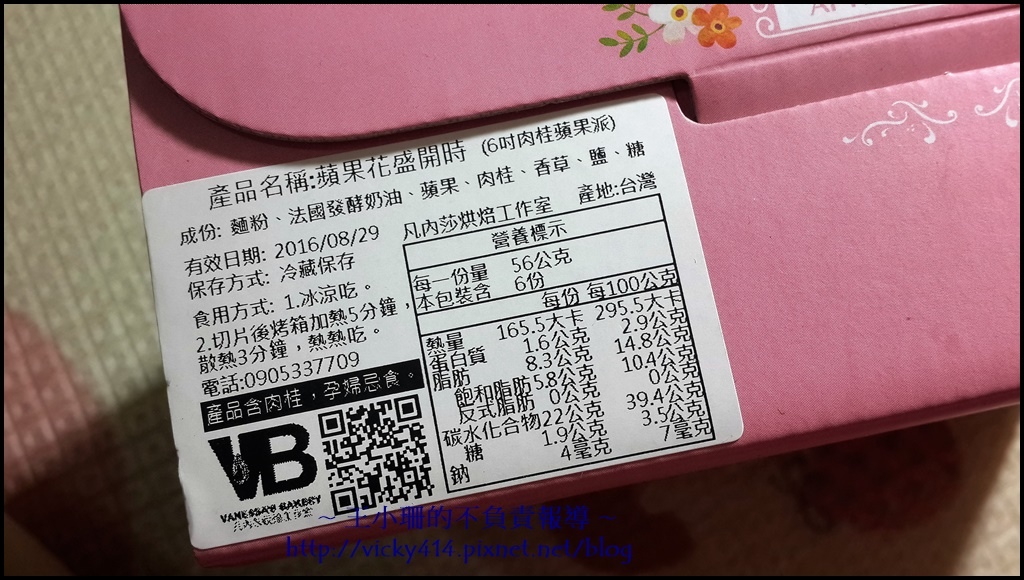 產品名稱:蘋果花盛開時 (6吋肉桂蘋果派)
成份: 麵粉、法國發酵奶油、蘋果、肉桂、香草、鹽、糖
有效日期: 2016/08/29
保存方式: 冷藏保存
食用方式: 1.冰涼吃。
2.切片後烤箱加熱5分鐘，
散熱3分鐘，熱熱吃。
電話:0905337709
產品含肉桂，孕婦忌食。
凡內莎烘焙工作室 產地:台灣
營養標示
每一份量 56公克
本包裝含 6份
每份 每100公克
熱量 165.5大卡 295.5大卡
蛋白質 1.6公克 2.9公克
脂肪 8.3公克 14.8公克
飽和脂肪 5.8公克 10.4公克
反式脂肪 0公克 0公克
碳水化合物 22公克 39.4公克
糖 1.9公克 3.5公克
鈉 4毫克 7毫克
VB
VANESSA'S BAKERY
凡內莎烘焙工作室
~ 王小珊的不負責報導 ~
http://vicky414.pixnet.net/blog